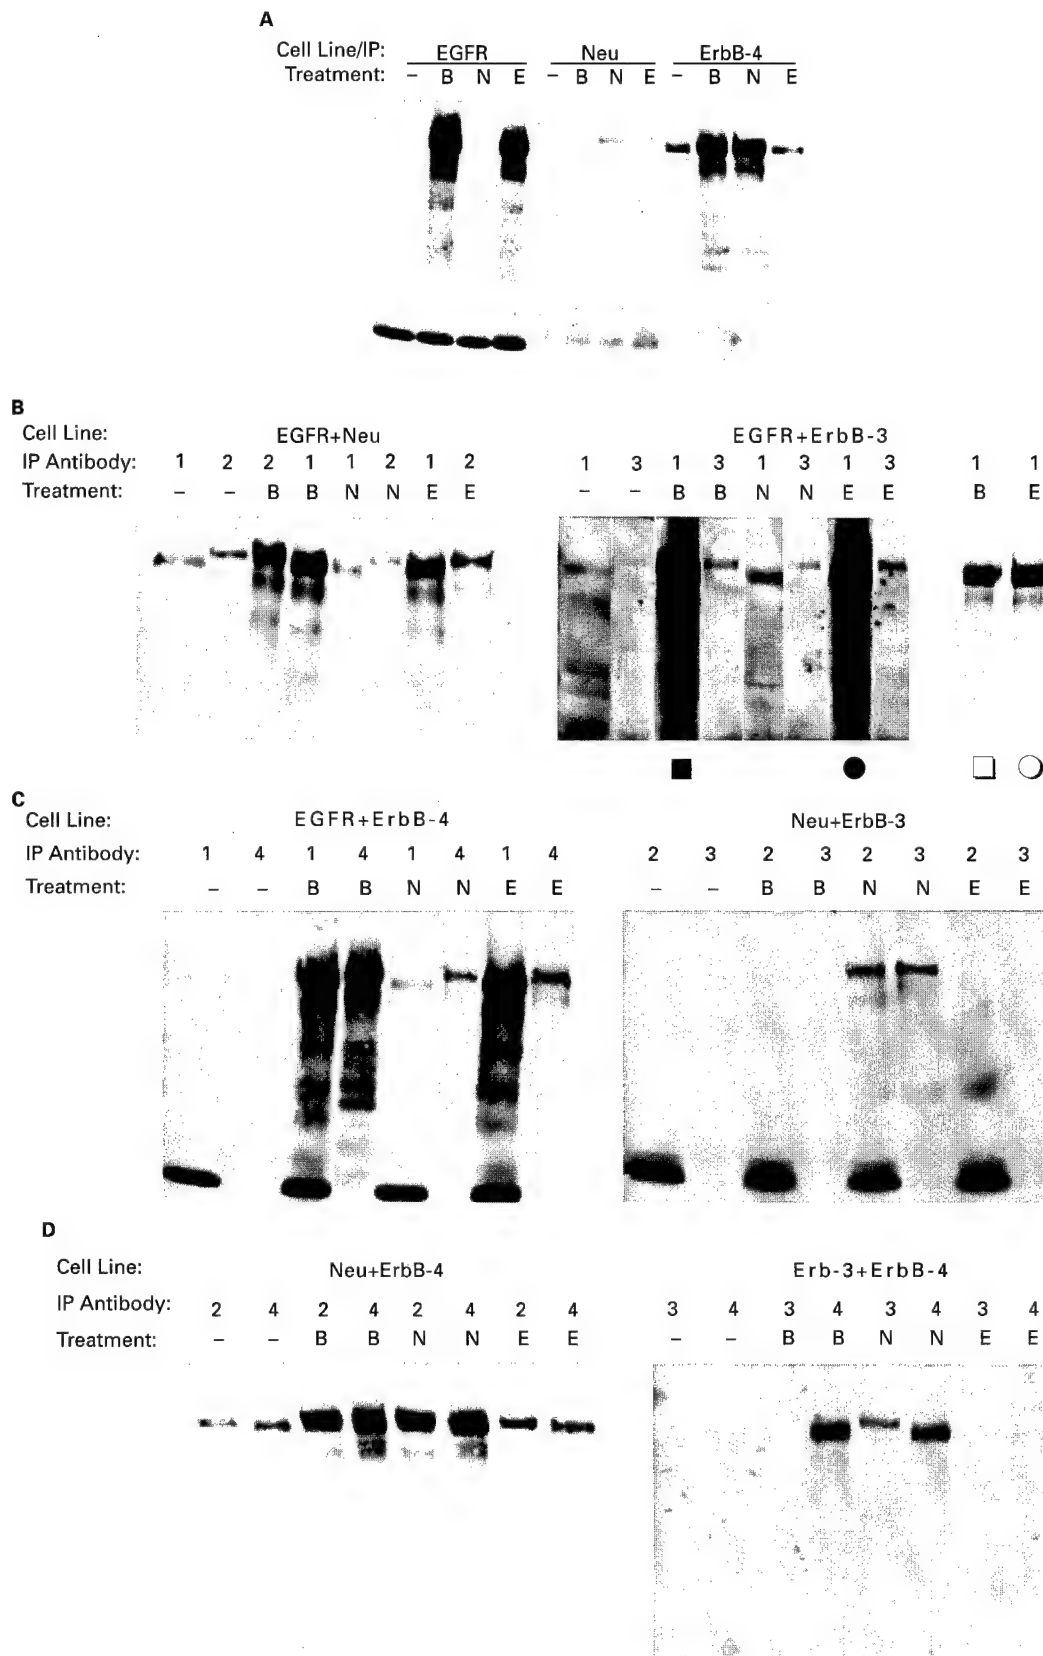 A
Cell Line/IP: EGFR Neu ErbB-4
Treatment: – B N E – B N E – B N E
B
Cell Line: EGFR+Neu EGFR+ErbB-3
IP Antibody: 1 2 2 1 1 2 1 2 1 3 1 3 1 3 1 3 1 1
Treatment: – – B B N N E E – – B B N N E E B E
C
Cell Line: EGFR+ErbB-4 Neu+ErbB-3
IP Antibody: 1 4 1 4 1 4 1 4 2 3 2 3 2 3 2 3
Treatment: – – B B N N E E – – B B N N E E
D
Cell Line: Neu+ErbB-4 Erb-3+ErbB-4
IP Antibody: 2 4 2 4 2 4 2 4 3 4 3 4 3 4 3 4
Treatment: – – B B N N E E – – B B N N E E